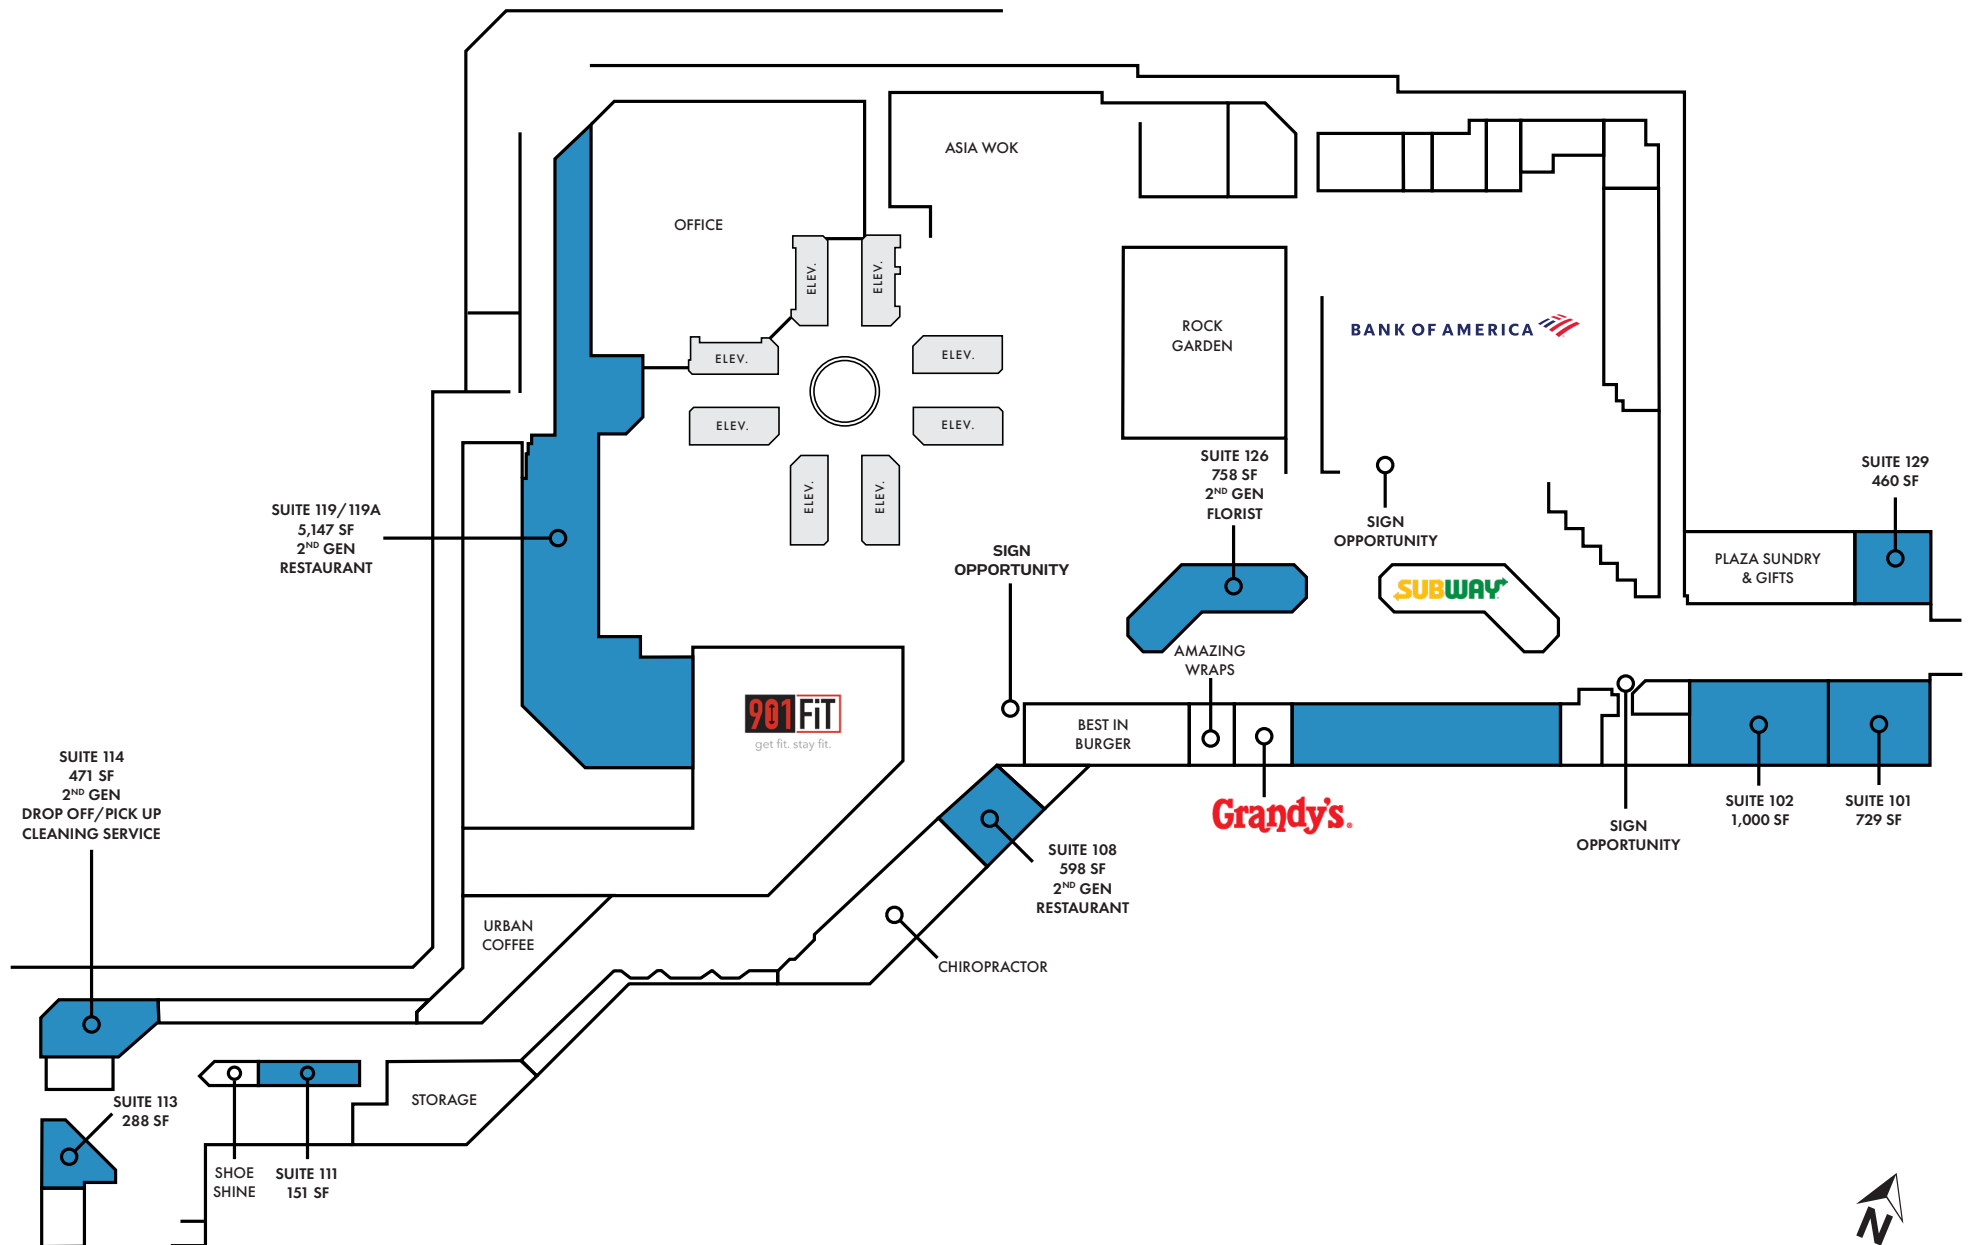 ASIA WOK
OFFICE
ELEV.
ELEV.
ELEV.
ELEV.
ELEV.
ELEV.
ELEV.
ELEV.
ROCK
GARDEN
BANK OF AMERICA
SUITE 126
758 SF
2ND GEN
FLORIST
SIGN
OPPORTUNITY
SUITE 129
460 SF
SUITE 119/119A
5,147 SF
2ND GEN
RESTAURANT
SIGN
OPPORTUNITY
PLAZA SUNDRY
& GIFTS
SUBWAY
AMAZING
WRAPS
901FiT
get fit. stay fit.
BEST IN
BURGER
Grandy's.
SUITE 102
1,000 SF
SUITE 101
729 SF
SIGN
OPPORTUNITY
SUITE 114
471 SF
2ND GEN
DROP OFF/PICK UP
CLEANING SERVICE
SUITE 108
598 SF
2ND GEN
RESTAURANT
URBAN
COFFEE
CHIROPRACTOR
STORAGE
SUITE 113
288 SF
SHOE
SHINE
SUITE 111
151 SF
N